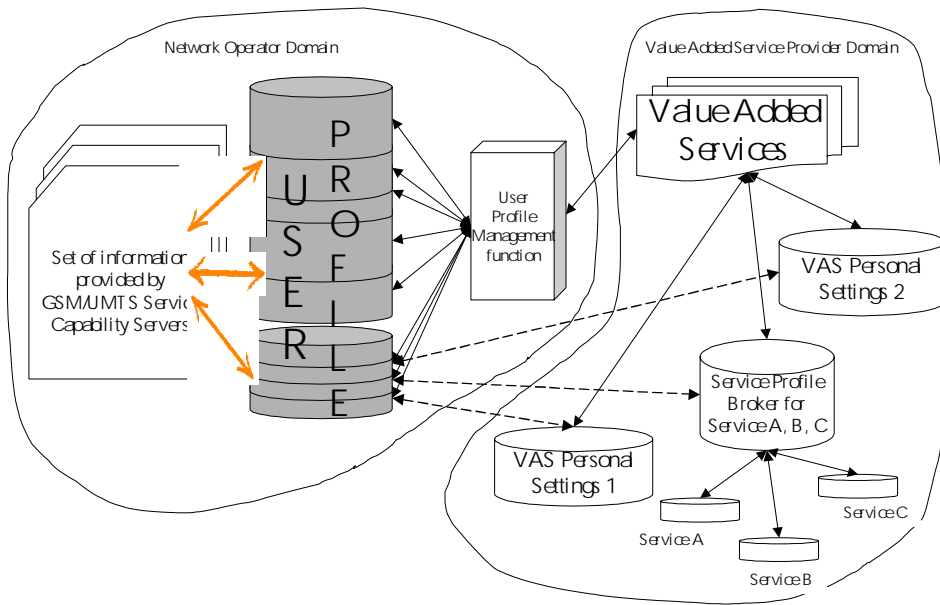 Network Operator Domain
Value Added Service Provider Domain
Value Added
Services
USER
PROFILE
User
Profile
Management
function
Set of information
provided by
GSM/UMTS Servic
Capability Servers
VAS Personal
Settings 2
Service Profile
Broker for
Service A, B, C
VAS Personal
Settings 1
Service A
Service B
Service C